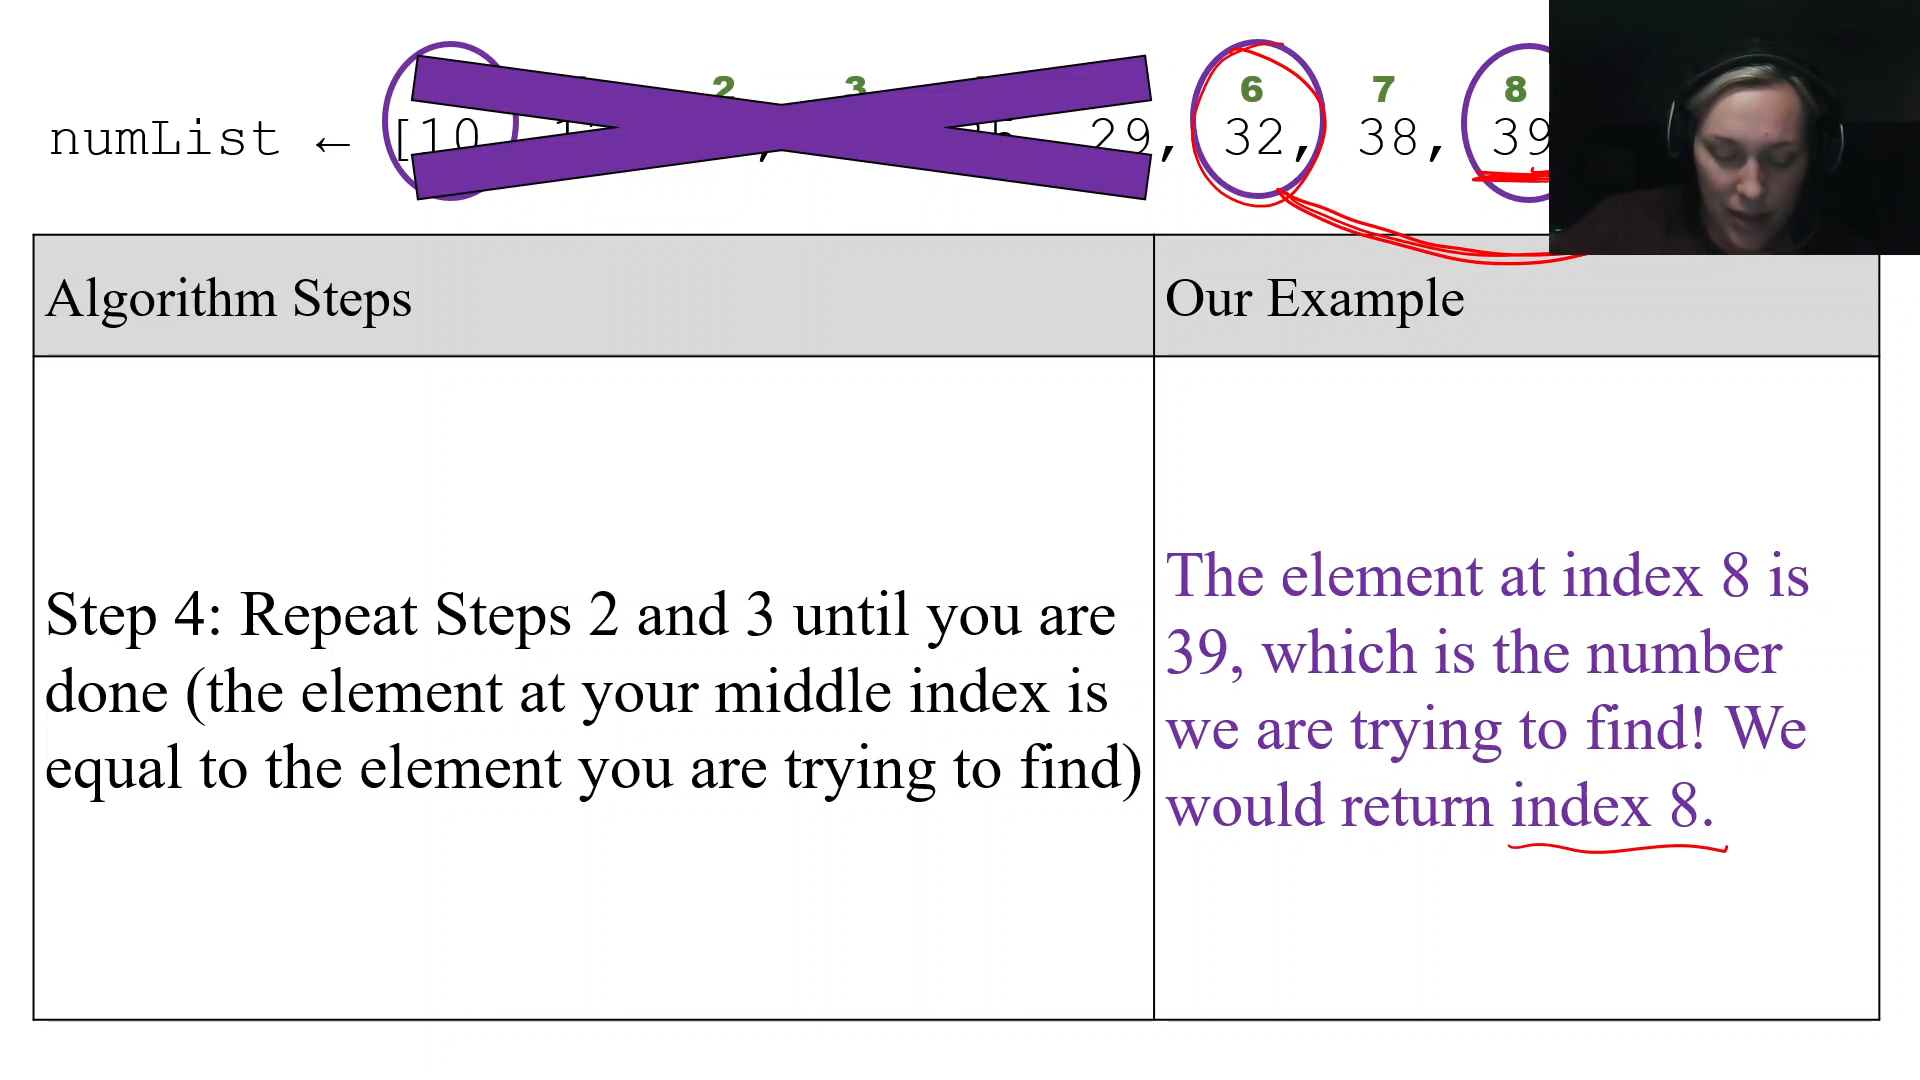 2 3 6 7 8
numList ← [10 29, 32, 38, 39
Algorithm Steps
Our Example
Step 4: Repeat Steps 2 and 3 until you are
done (the element at your middle index is
equal to the element you are trying to find)
The element at index 8 is
39, which is the number
we are trying to find! We
would return index 8.